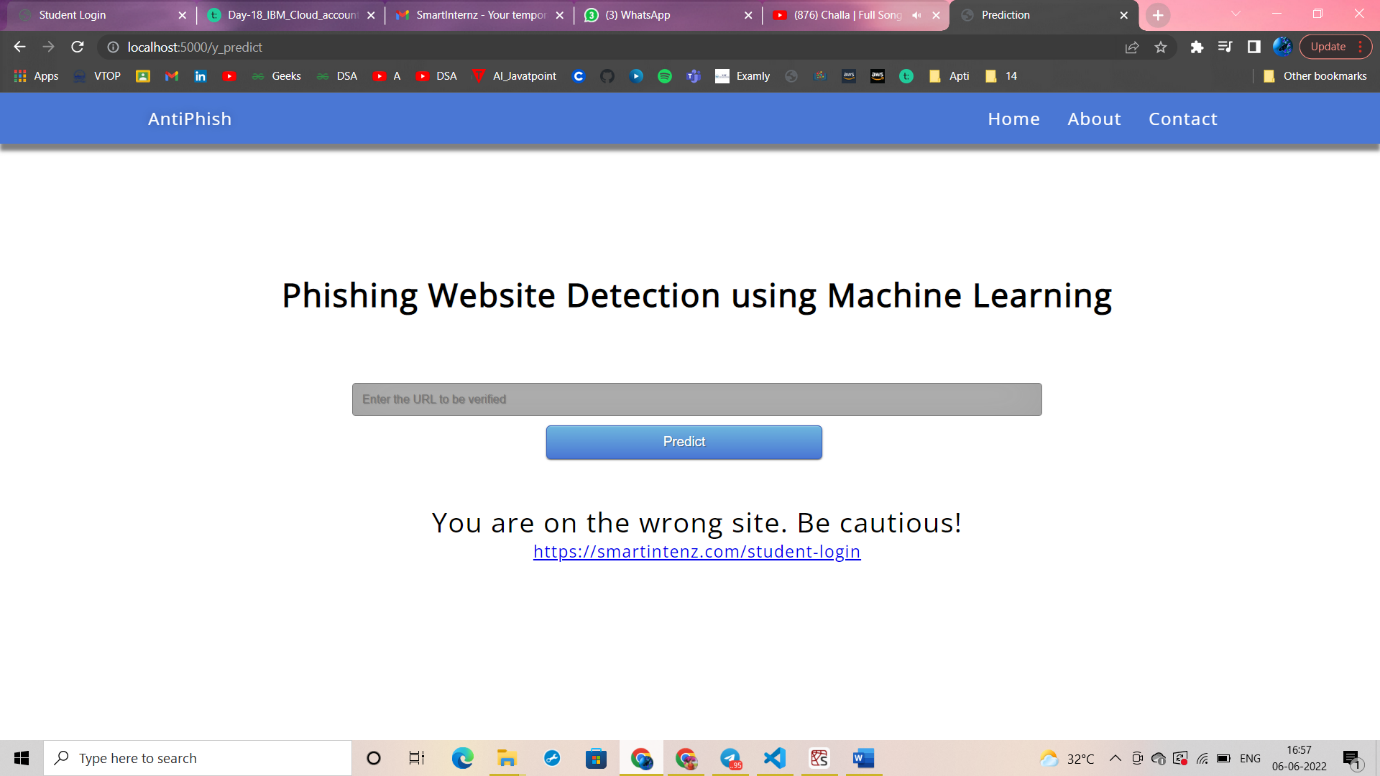 Student Login
Day-18_IBM_Cloud_account
SmartInternz - Your tempor
(3) WhatsApp
(876) Challa | Full Song
Prediction
localhost:5000/y_predict
Update
Apps
VTOP
Geeks
DSA
A
DSA
AI_Javatpoint
Examly
Apti
14
Other bookmarks
AntiPhish
Home
About
Contact
Phishing Website Detection using Machine Learning
Enter the URL to be verified
Predict
You are on the wrong site. Be cautious!
https://smartintenz.com/student-login
Type here to search
32°C
ENG
16:57
06-06-2022